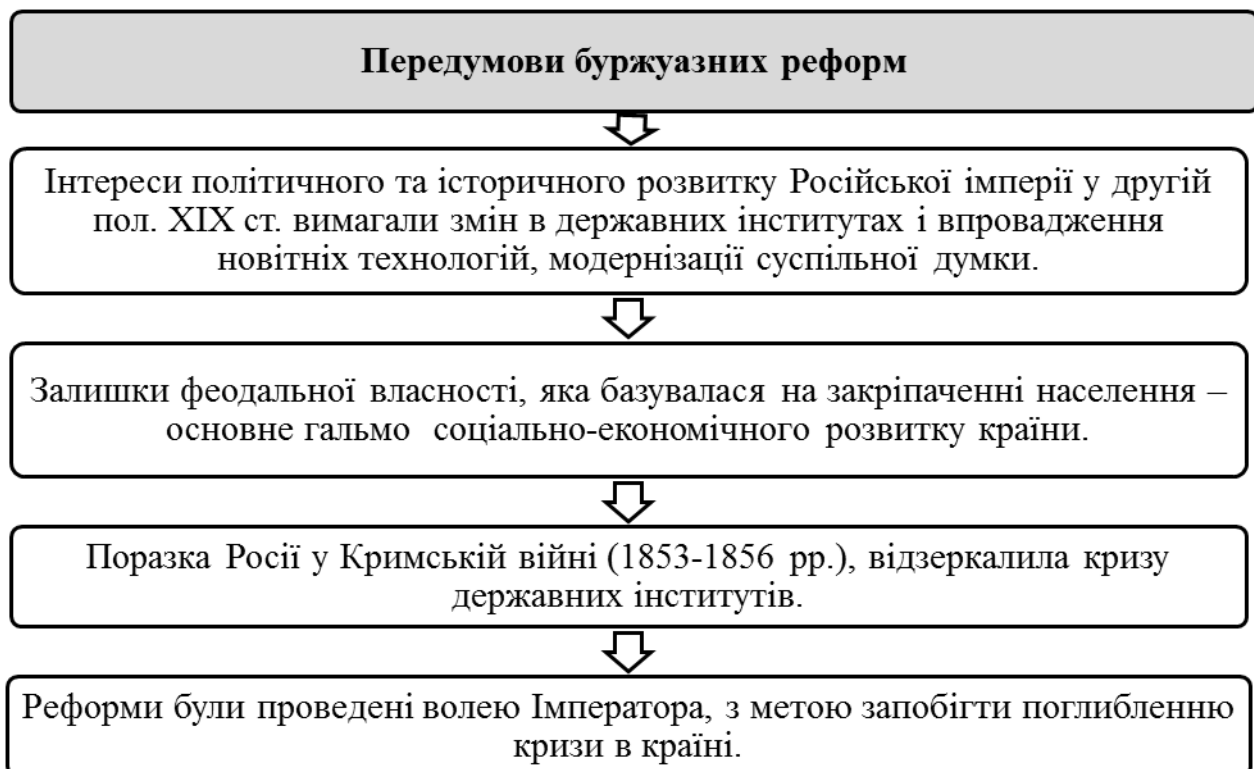 Передумови буржуазних реформ
Інтереси політичного та історичного розвитку Російської імперії у другій
пол. XIX ст. вимагали змін в державних інститутах і впровадження
новітніх технологій, модернізації суспільної думки.
Залишки феодальної власності, яка базувалася на закріпаченні населення –
основне гальмо соціально-економічного розвитку країни.
Поразка Росії у Кримській війні (1853-1856 рр.), відзеркалила кризу
державних інститутів.
Реформи були проведені волею Імператора, з метою запобігти поглибленню
кризи в країні.